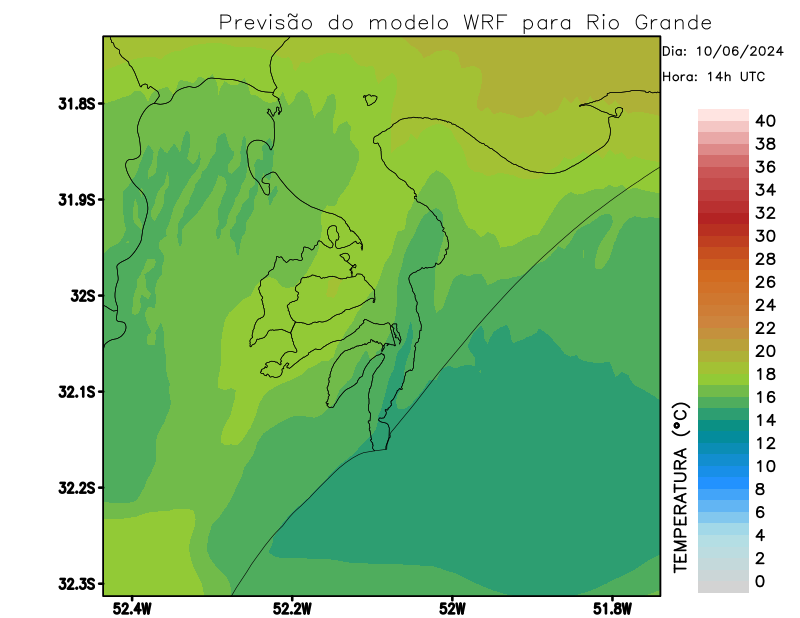 Previsão do modelo WRF para Rio Grande
Dia: 10/06/2024
Hora: 14h UTC
31.8S
31.9S
32S
32.1S
32.2S
32.3S
52.4W
52.2W
52W
51.8W
TEMPERATURA (°C)
40
38
36
34
32
30
28
26
24
22
20
18
16
14
12
10
8
6
4
2
0